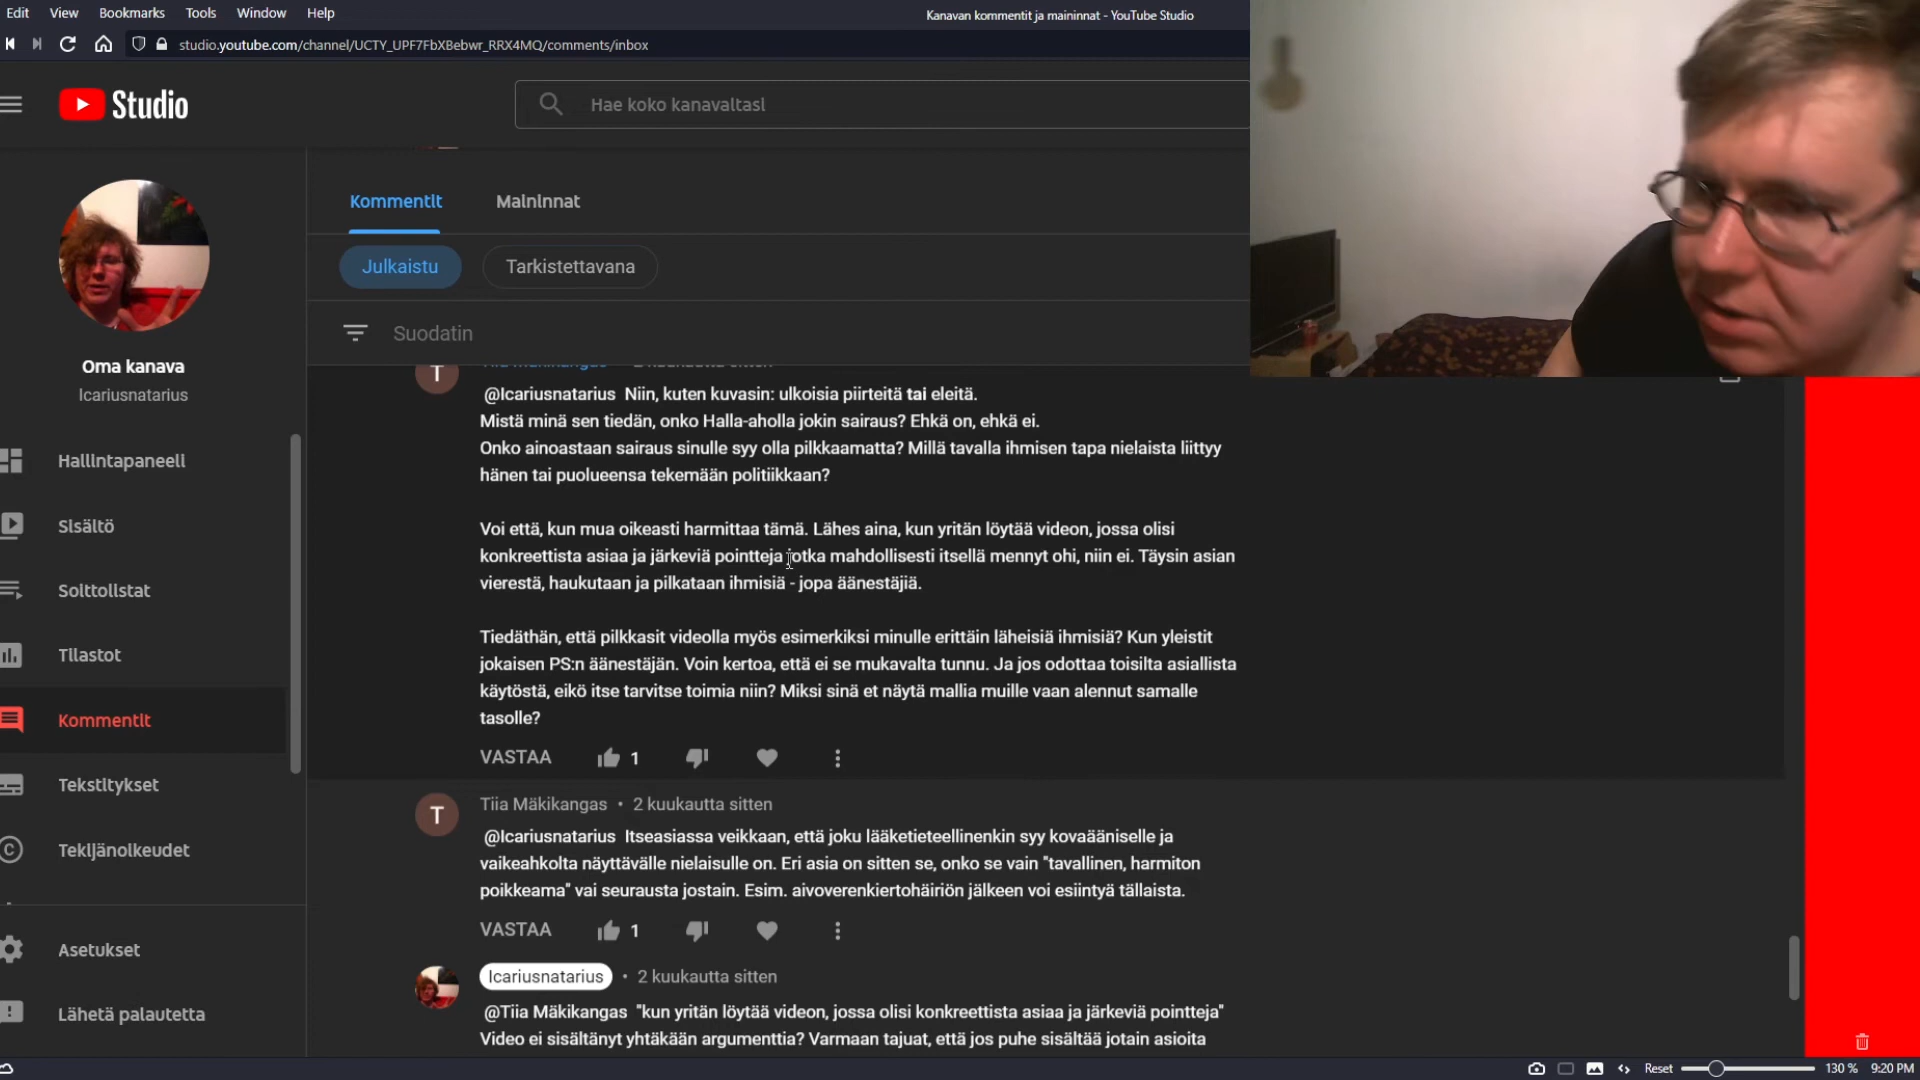 Edit View Bookmarks Tools Window Help
Kanavan kommentit ja maininnat - YouTube Studio
studio.youtube.com/channel/UCTY_UPF7FbXBebwr_RRX4MQ/comments/inbox
Studio
Hae koko kanavaltasi
Kommentit Maininnat
Julkaistu Tarkistettavana
Suodatin
Oma kanava
Icariusnatarius
Hallintapaneeli
Sisältö
Soittolistat
Tilastot
Kommentit
Tekstitykset
Tekijänoikeudet
Asetukset
Lähetä palautetta
T
Tiia Mäkikangas 2 kuukautta sitten
@Icariusnatarius Niin, kuten kuvasin: ulkoisia piirteitä tai eleitä.
Mistä minä sen tiedän, onko Halla-aholla jokin sairaus? Ehkä on, ehkä ei.
Onko ainoastaan sairaus sinulle syy olla pilkkaamatta? Millä tavalla ihmisen tapa nielaista liittyy
hänen tai puolueensa tekemään politiikkaan?
Voi että, kun mua oikeasti harmittaa tämä. Lähes aina, kun yritän löytää videon, jossa olisi
konkreettista asiaa ja järkeviä pointteja jotka mahdollisesti itsellä mennyt ohi, niin ei. Täysin asian
vierestä, haukutaan ja pilkataan ihmisiä - jopa äänestäjiä.
Tiedäthän, että pilkkasit videolla myös esimerkiksi minulle erittäin läheisiä ihmisiä? Kun yleistit
jokaisen PS:n äänestäjän. Voin kertoa, että ei se mukavalta tunnu. Ja jos odottaa toisilta asiallista
käytöstä, eikö itse tarvitse toimia niin? Miksi sinä et näytä mallia muille vaan alennut samalle
tasolle?
VASTAA 1
T
Tiia Mäkikangas • 2 kuukautta sitten
@Icariusnatarius Itseasiassa veikkaan, että joku lääketieteellinenkin syy kovaääniselle ja
vaikeahkolta näyttävälle nielaisulle on. Eri asia on sitten se, onko se vain "tavallinen, harmiton
poikkeama" vai seurausta jostain. Esim. aivoverenkiertohäiriön jälkeen voi esiintyä tällaista.
VASTAA 1
Icariusnatarius • 2 kuukautta sitten
@Tiia Mäkikangas "kun yritän löytää videon, jossa olisi konkreettista asiaa ja järkeviä pointteja"
Video ei sisältänyt yhtäkään argumenttia? Varmaan tajuat, että jos puhe sisältää jotain asioita
Reset 130 % 9:20 PM